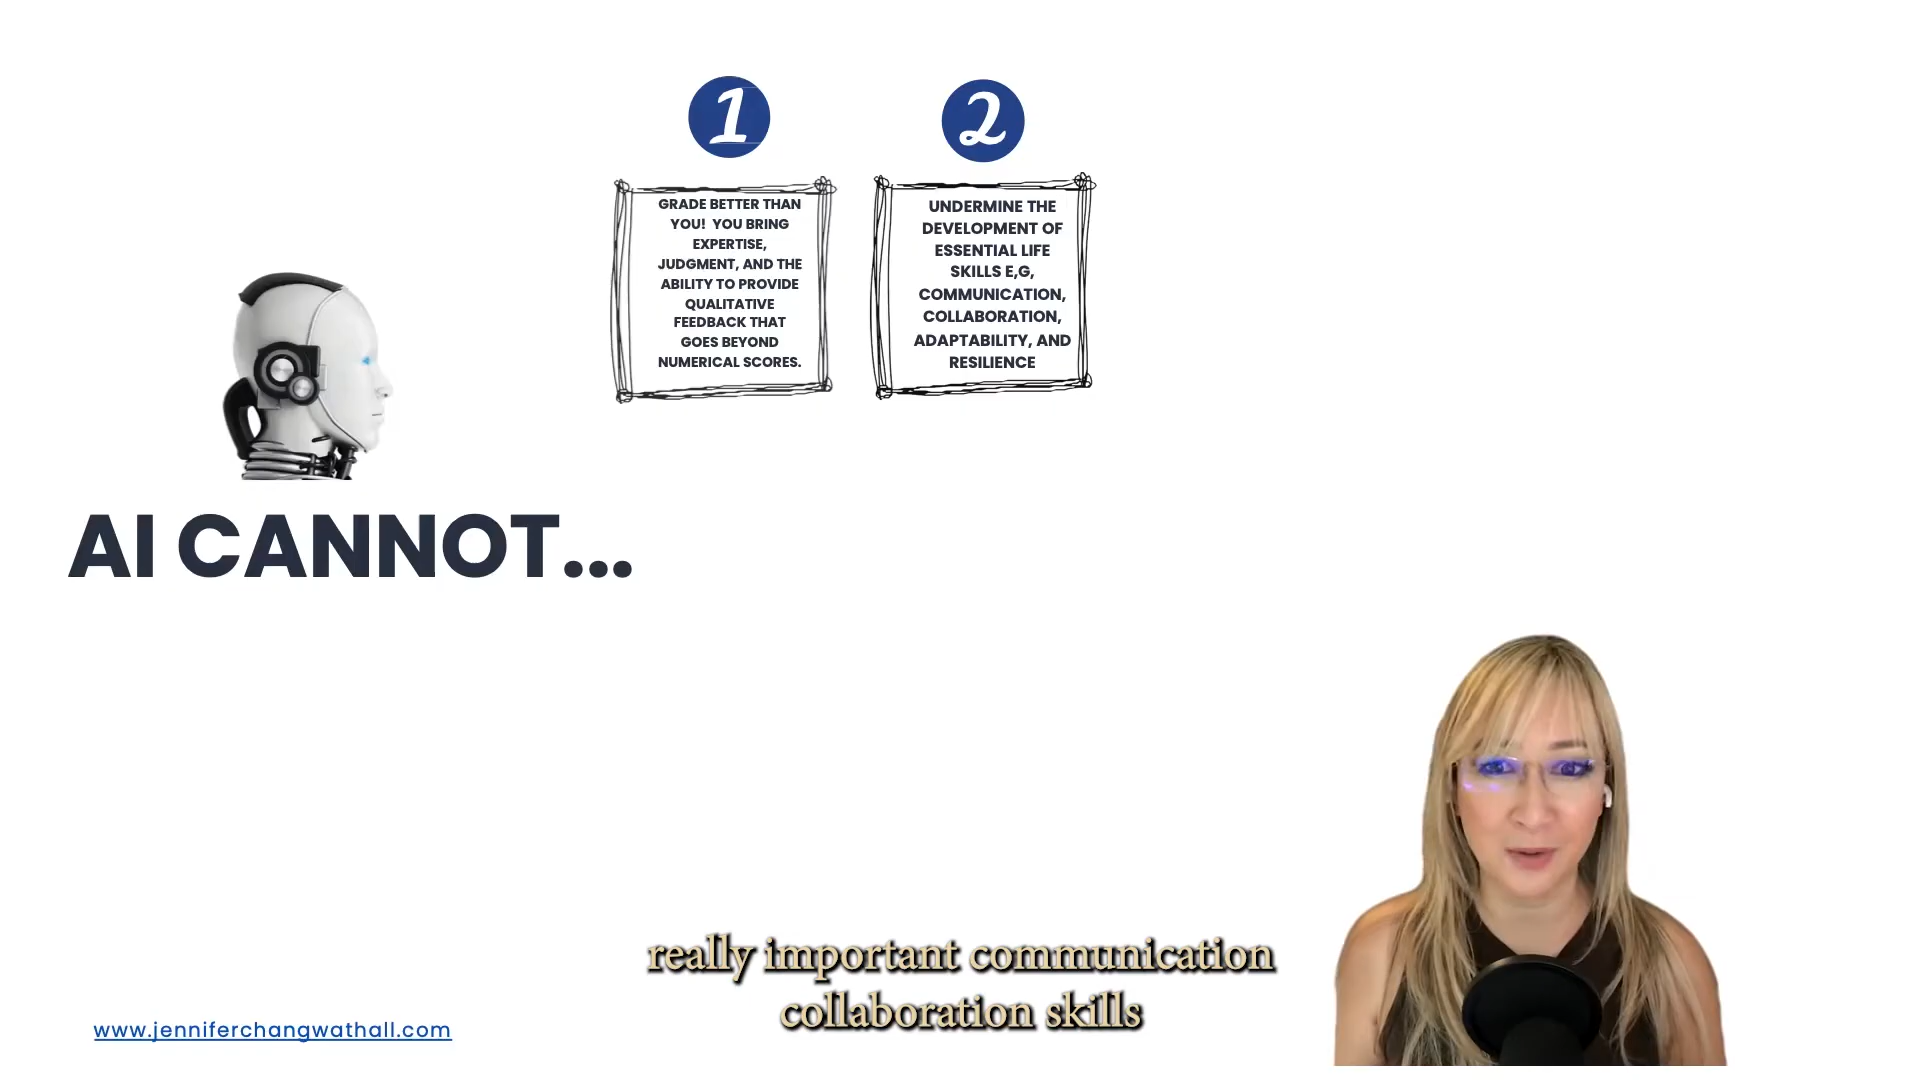 1
GRADE BETTER THAN
YOU! YOU BRING
EXPERTISE,
JUDGMENT, AND THE
ABILITY TO PROVIDE
QUALITATIVE
FEEDBACK THAT
GOES BEYOND
NUMERICAL SCORES.
2
UNDERMINE THE
DEVELOPMENT OF
ESSENTIAL LIFE
SKILLS E,G,
COMMUNICATION,
COLLABORATION,
ADAPTABILITY, AND
RESILIENCE
AI CANNOT...
really important communication
collaboration skills
www.jenniferchangwathall.com